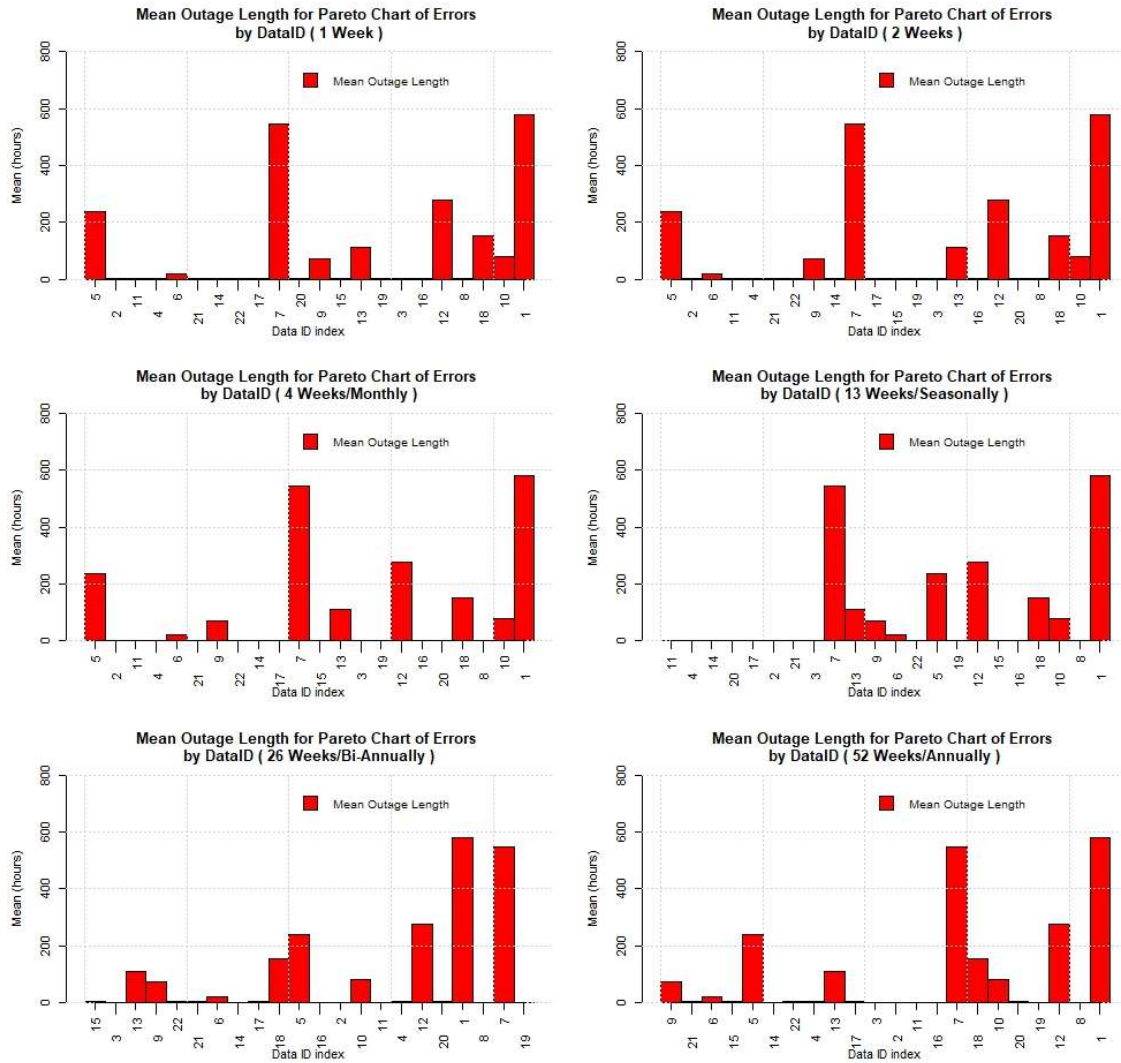 Mean Outage Length for Pareto Chart of Errors
by DataID ( 1 Week )
Mean Outage Length
Mean (hours)
800
600
400
200
0
5 2 11 4 6 21 14 22 17 7 20 9 15 13 19 3 16 12 8 18 10 1
Data ID index
Mean Outage Length for Pareto Chart of Errors
by DataID ( 2 Weeks )
Mean Outage Length
Mean (hours)
800
600
400
200
0
5 2 6 11 4 21 22 9 14 7 17 15 19 3 13 16 12 20 8 18 10 1
Data ID index
Mean Outage Length for Pareto Chart of Errors
by DataID ( 4 Weeks/Monthly )
Mean Outage Length
Mean (hours)
800
600
400
200
0
5 2 11 4 6 21 9 22 14 17 7 15 13 19 3 12 16 20 18 8 10 1
Data ID index
Mean Outage Length for Pareto Chart of Errors
by DataID ( 13 Weeks/Seasonally )
Mean Outage Length
Mean (hours)
800
600
400
200
0
11 4 14 20 17 2 21 3 7 13 9 6 22 5 19 12 15 16 18 10 8 1
Data ID index
Mean Outage Length for Pareto Chart of Errors
by DataID ( 26 Weeks/Bi-Annually )
Mean Outage Length
Mean (hours)
800
600
400
200
0
15 3 13 9 22 21 6 14 17 18 5 16 2 10 11 4 12 20 1 8 7 19
Data ID index
Mean Outage Length for Pareto Chart of Errors
by DataID ( 52 Weeks/Annually )
Mean Outage Length
Mean (hours)
800
600
400
200
0
9 21 6 15 5 14 22 4 13 17 3 2 11 16 7 18 10 20 19 12 8 1
Data ID index